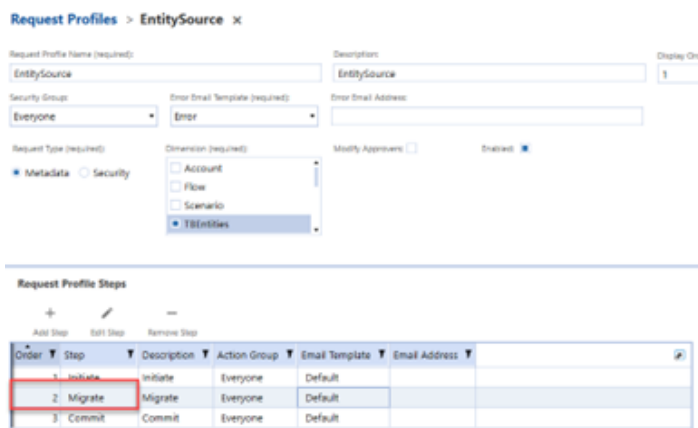 Request Profiles > EntitySource ×
Request Profile Name (required): Description: Display On
EntitySource EntitySource 1
Security Group: Error Email Template (required): Error Email Address:
Everyone Error
Request Type (required): Dimension (required): Modify Approvers: Enabled:
Metadata Security
Account
Flow
Scenario
TBEntities
Request Profile Steps
Add Step Edit Step Remove Step
Order Step Description Action Group Email Template Email Address
1 Initiate Initiate Everyone Default
2 Migrate Migrate Everyone Default
3 Commit Commit Everyone Default